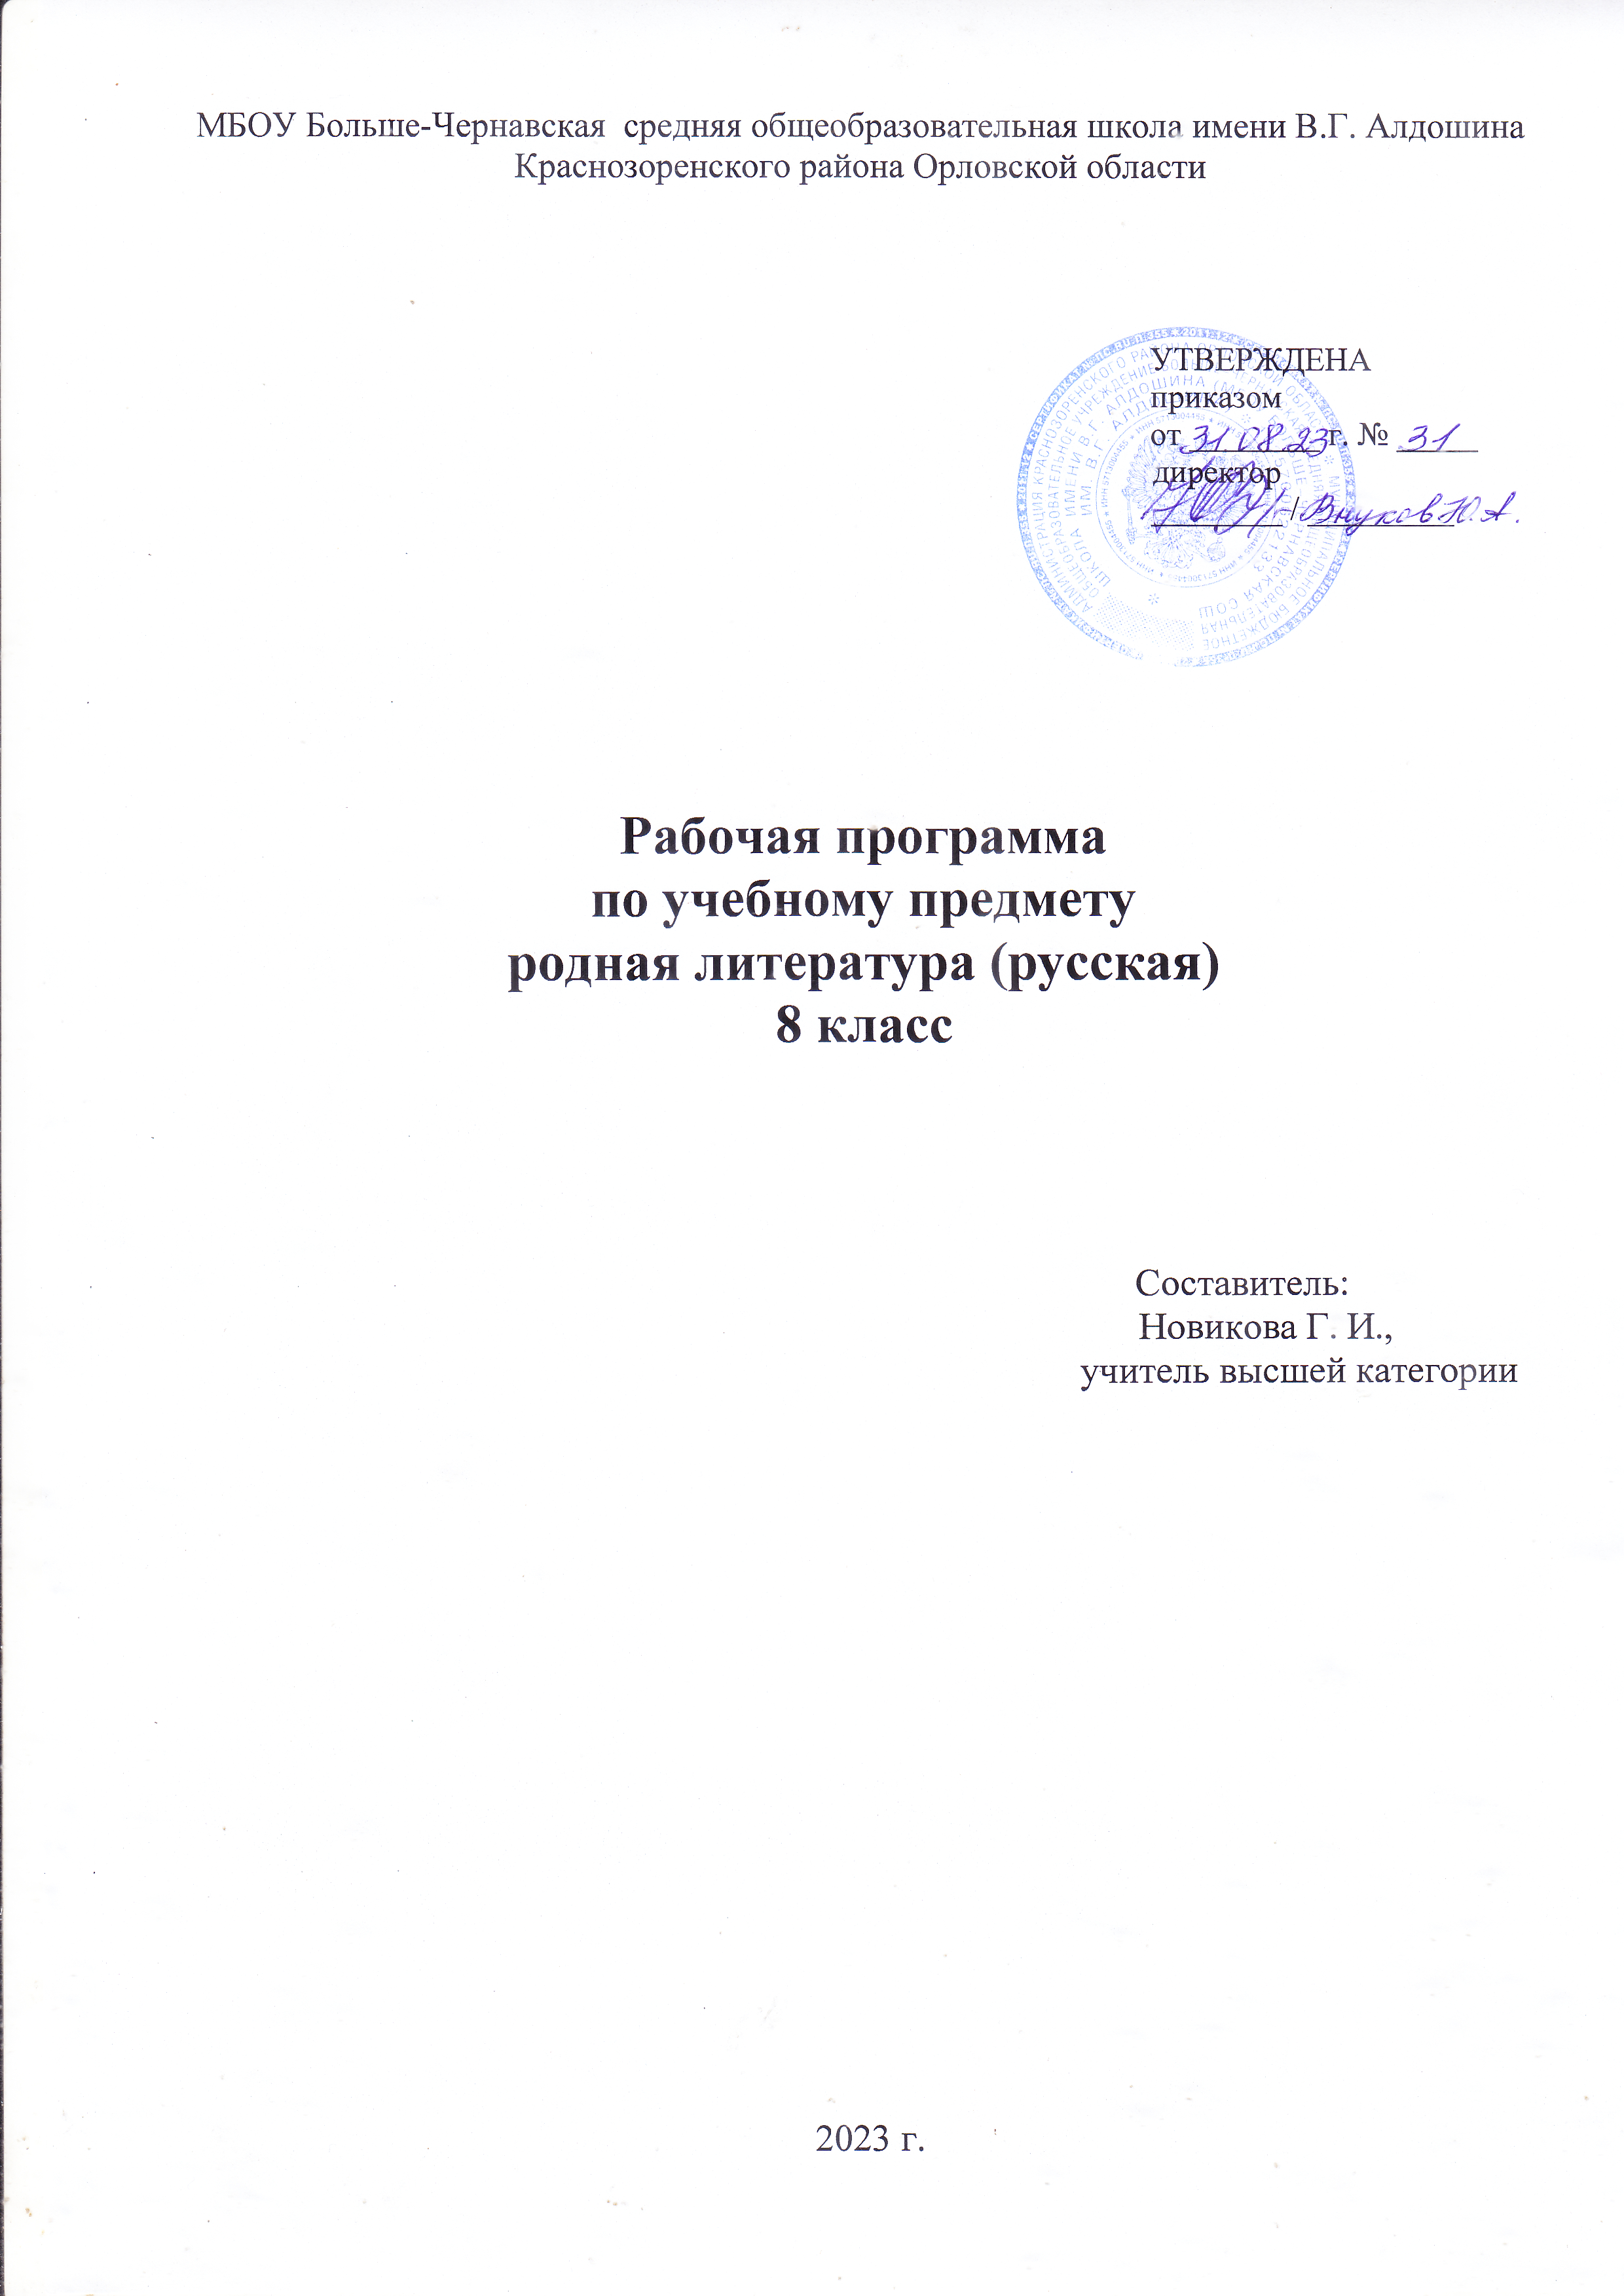 МБОУ Больше-Чернавская средняя общеобразовательная школа имени В.Г. Алдошина
Краснозоренского района Орловской области
УТВЕРЖДЕНА
приказом
от 31.08.23 г. № 31
директор
/ Внуков Ю.А.
Рабочая программа
по учебному предмету
родная литература (русская)
8 класс
Составитель:
Новикова Г. И.,
учитель высшей категории
2023 г.